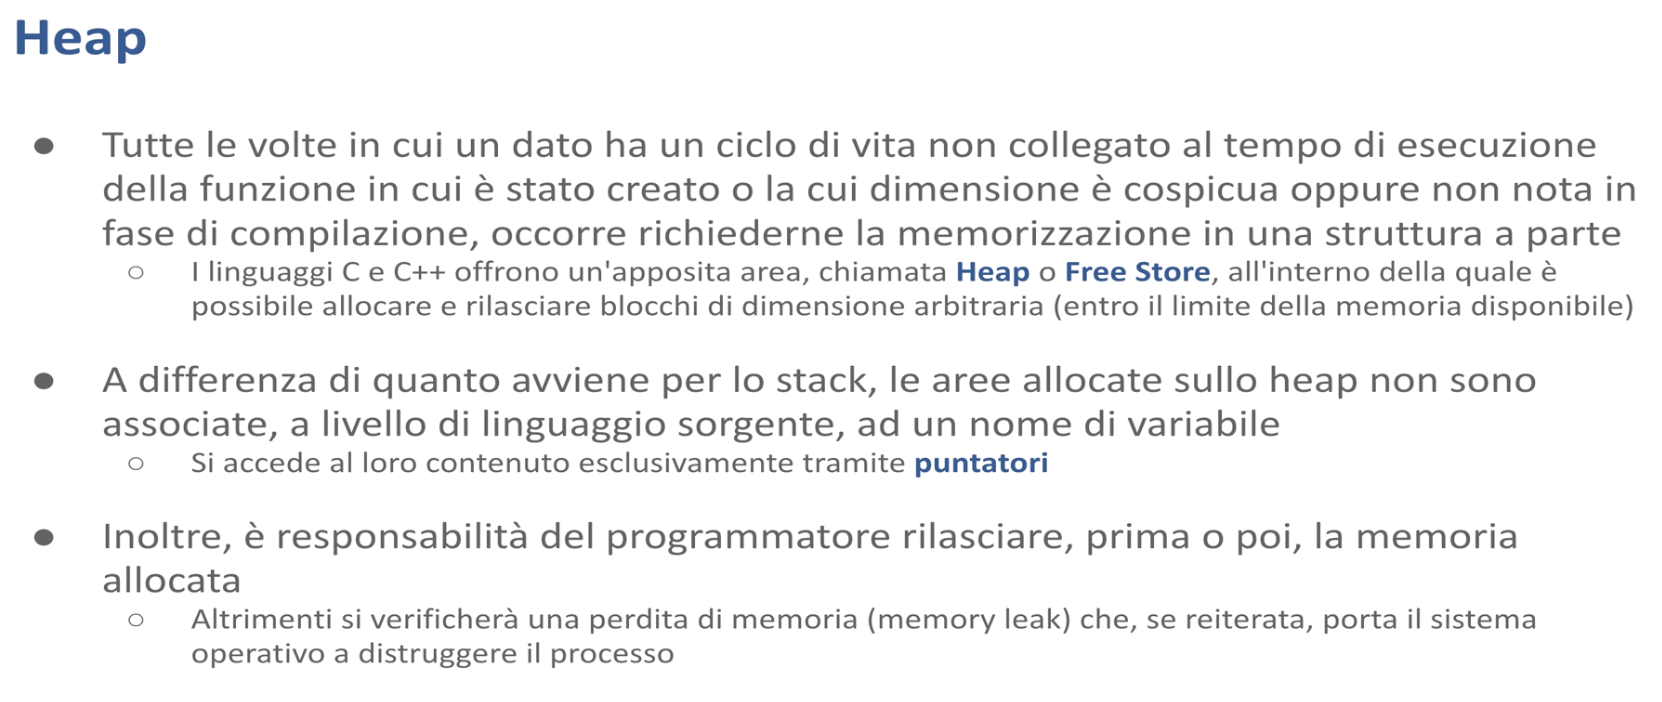 Heap
● Tutte le volte in cui un dato ha un ciclo di vita non collegato al tempo di esecuzione
della funzione in cui è stato creato o la cui dimensione è cospicua oppure non nota in
fase di compilazione, occorre richiederne la memorizzazione in una struttura a parte
○ I linguaggi C e C++ offrono un'apposita area, chiamata Heap o Free Store, all'interno della quale è
possibile allocare e rilasciare blocchi di dimensione arbitraria (entro il limite della memoria disponibile)
● A differenza di quanto avviene per lo stack, le aree allocate sullo heap non sono
associate, a livello di linguaggio sorgente, ad un nome di variabile
○ Si accede al loro contenuto esclusivamente tramite puntatori
● Inoltre, è responsabilità del programmatore rilasciare, prima o poi, la memoria
allocata
○ Altrimenti si verificherà una perdita di memoria (memory leak) che, se reiterata, porta il sistema
operativo a distruggere il processo